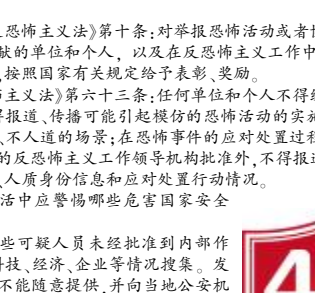 恐怖主义法》第十条:对举报恐怖活动或者
献的单位和个人, 以及在反恐怖主义工作中
,按照国家有关规定给予表彰、奖励。
怖主义法》第六十三条:任何单位和个人不得
报道、传播可能引起模仿的恐怖活动的实
、不人道的场景;在恐怖事件的应对处置过
的反恐怖主义工作领导机构批准外,不得报
、人质身份信息和应对处置行动情况。
活中应警惕哪些危害国家安全
些可疑人员未经批准到内部作
科技、经济、企业等情况搜集。发
不能随意提供,并向当地公安机
4